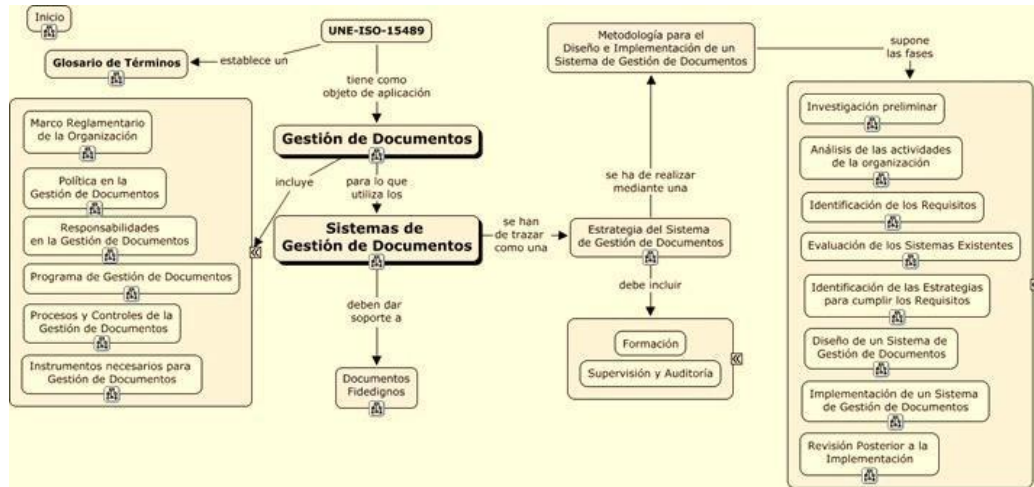 Inicio
UNE-ISO-15489
establece un
Glosario de Términos
tiene como
objeto de aplicación
Gestión de Documentos
incluye
Marco Reglamentario
de la Organización
Política en la
Gestión de Documentos
Responsabilidades
en la Gestión de Documentos
Programa de Gestión de Documentos
Procesos y Controles de la
Gestión de Documentos
Instrumentos necesarios para
Gestión de Documentos
para lo que
utiliza los
Sistemas de
Gestión de Documentos
deben dar
soporte a
Documentos
Fidedignos
se han
de trazar
como una
Estrategia del Sistema
de Gestión de Documentos
debe incluir
Formación
Supervisión y Auditoría
se ha de realizar
mediante una
Metodología para el
Diseño e Implementación de un
Sistema de Gestión de Documentos
supone
las fases
Investigación preliminar
Análisis de las actividades
de la organización
Identificación de los Requisitos
Evaluación de los Sistemas Existentes
Identificación de las Estrategias
para cumplir los Requisitos
Diseño de un Sistema de
Gestión de Documentos
Implementación de un Sistema
de Gestión de Documentos
Revisión Posterior a la
Implementación